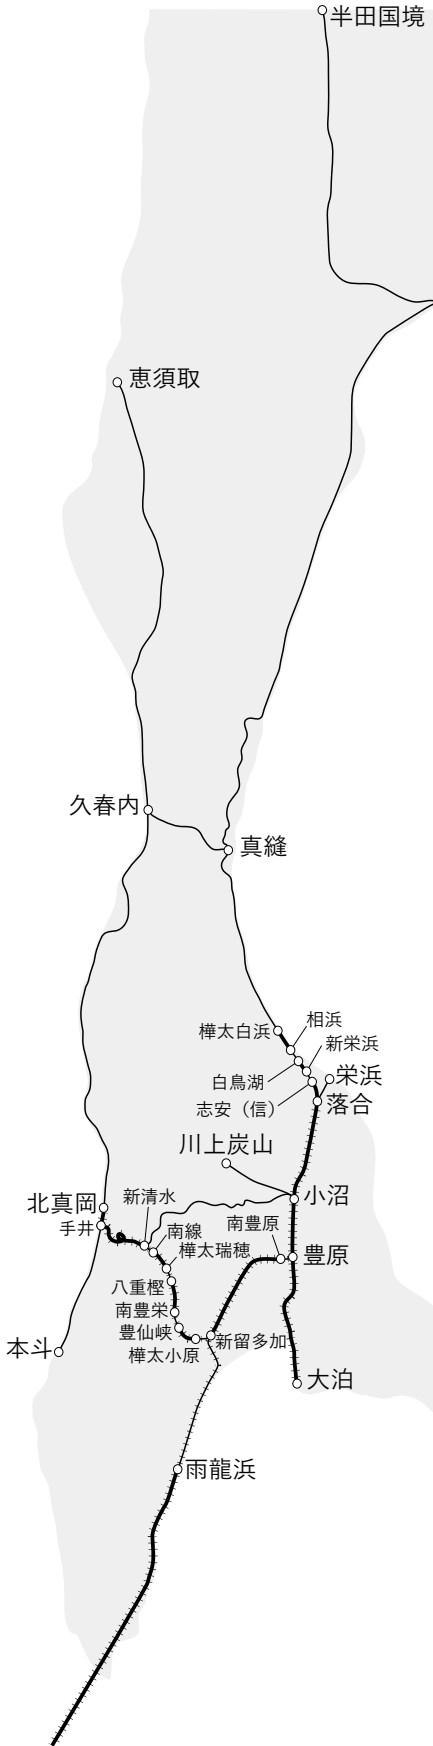 半田国境
恵須取
久春内
真縫
相浜
樺太白浜
新栄浜
栄浜
白鳥湖
落合
志安（信）
川上炭山
新清水
小沼
北真岡
南豊原
手井
南線
樺太瑞穂
豊原
八重樫
南豊栄
豊仙峡
新留多加
本斗
樺太小原
大泊
雨龍浜